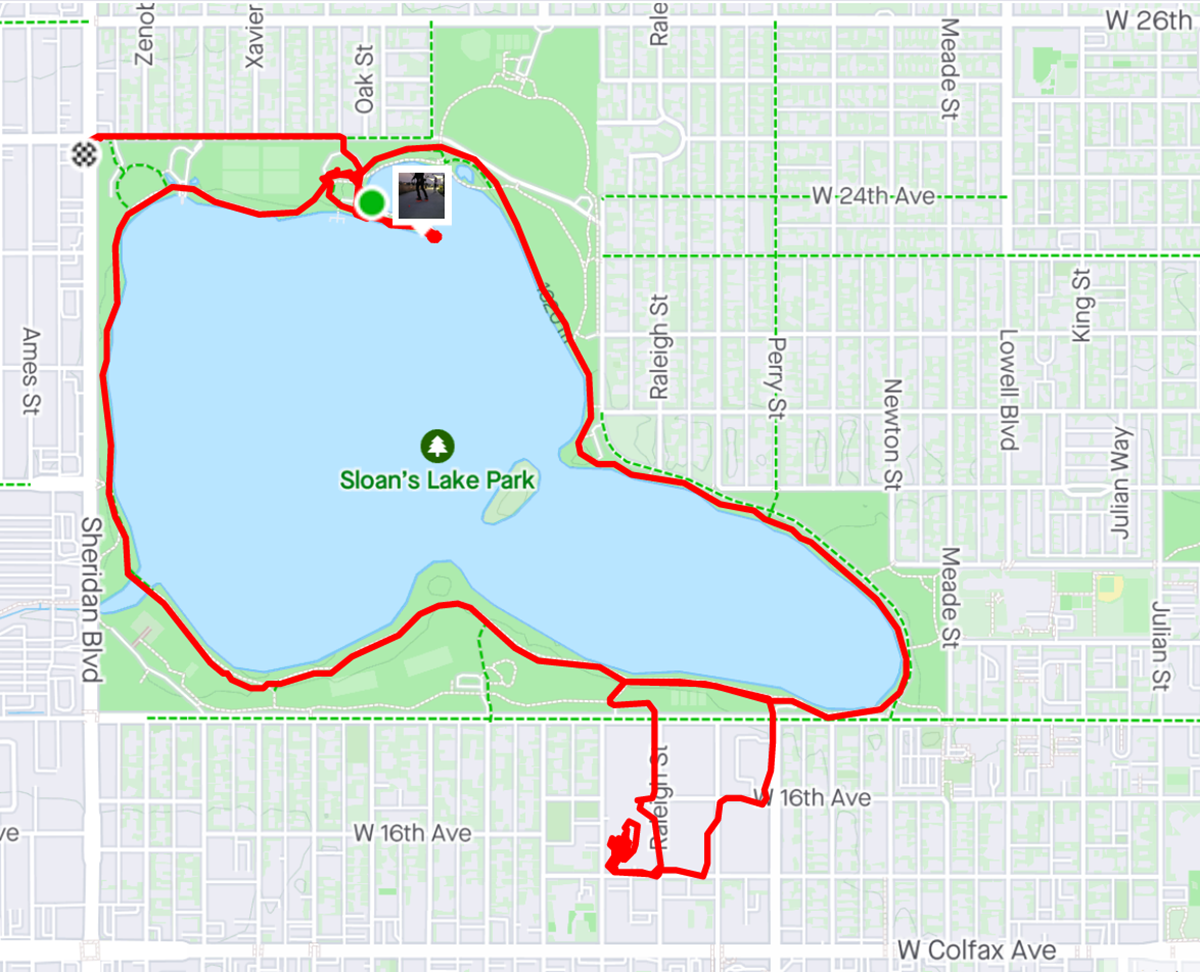 W 26th
Zenot
Xavier
Oak St
Rale
Meade St
W 24th Ave
King St
Raleigh St
Ames St
Perry St
Lowell Blvd
Newton St
Julian Way
Sloan's Lake Park
Sheridan Blvd
Meade St
Julian St
Raleigh St
W 16th Ave
W 16th Ave
ve
W Colfax Ave